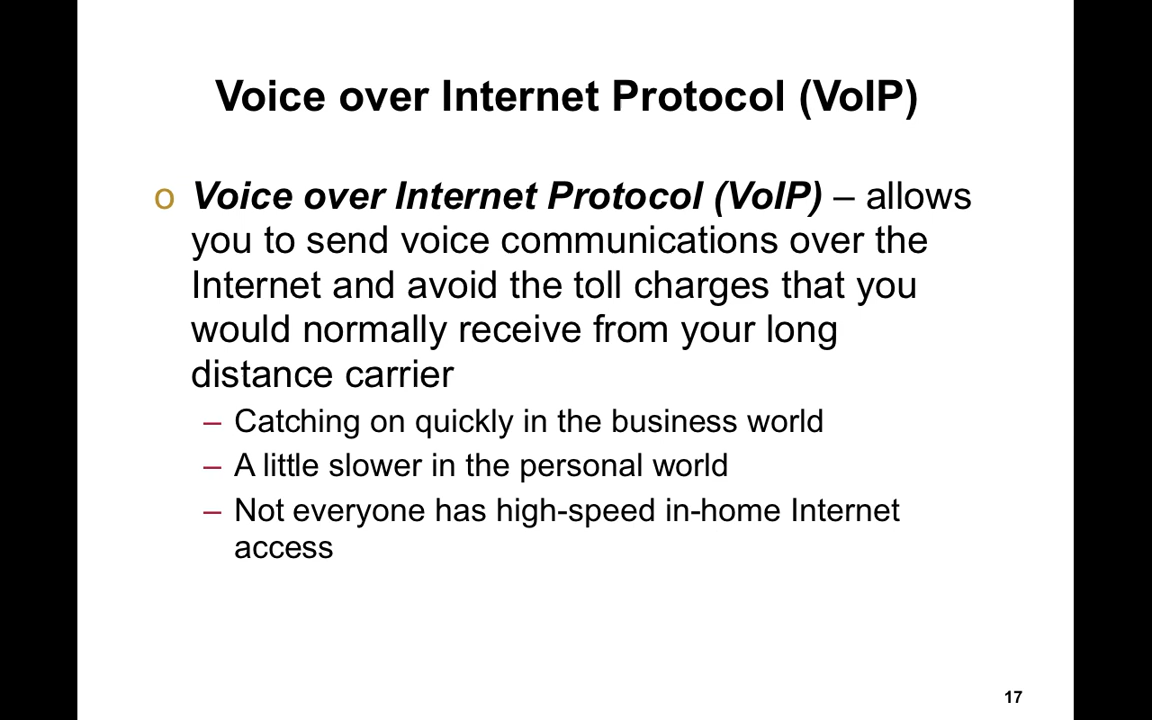 Voice over Internet Protocol (VoIP)
o Voice over Internet Protocol (VoIP) – allows
you to send voice communications over the
Internet and avoid the toll charges that you
would normally receive from your long
distance carrier
– Catching on quickly in the business world
– A little slower in the personal world
– Not everyone has high-speed in-home Internet
access
17